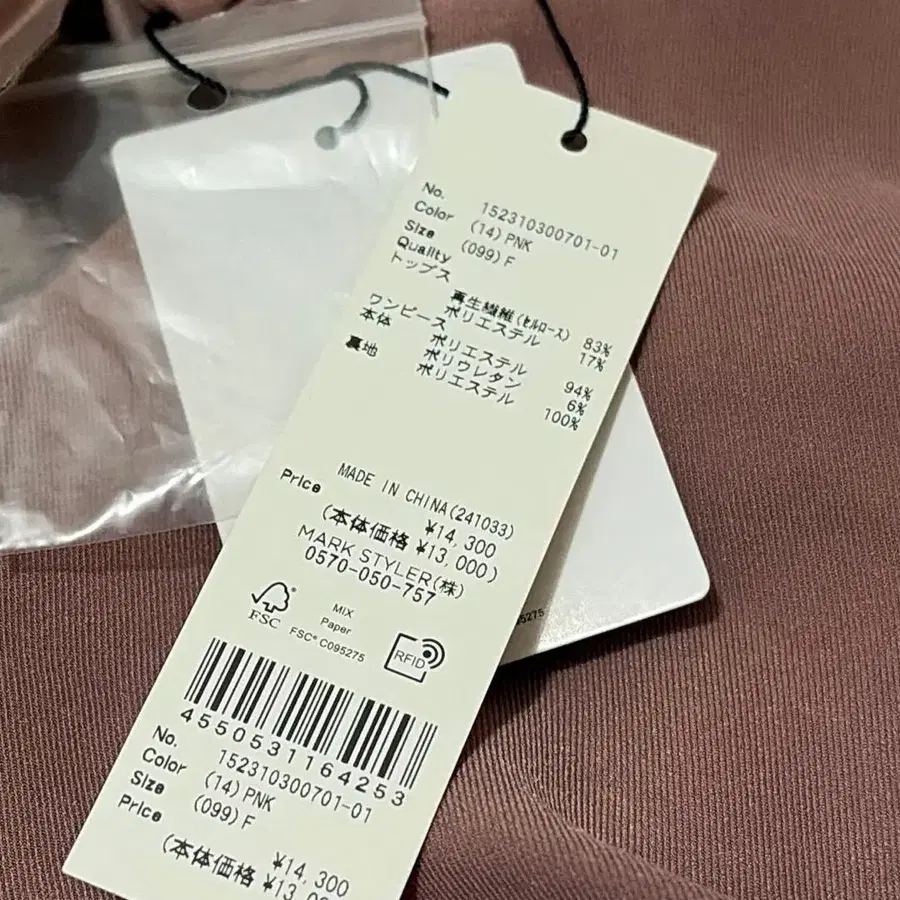 No. 152310300701-01
Color (14) PNK
Size (099) F
Quality
トップス
再生繊維(セルロース) 83%
ポリエステル 17%
ワンピース
本体 ポリエステル 94%
ポリウレタン 6%
裏地 ポリエステル 100%
MADE IN CHINA(241033)
Price ¥14,300
(本体価格 ¥13,000)
MARK STYLER(株)
0570-050-757
FSC
MIX
Paper
FSC® C095275
RFID
4550531164253
No. 152310300701-01
Color (14) PNK
Size (099) F
Price ¥14,300
(本体価格